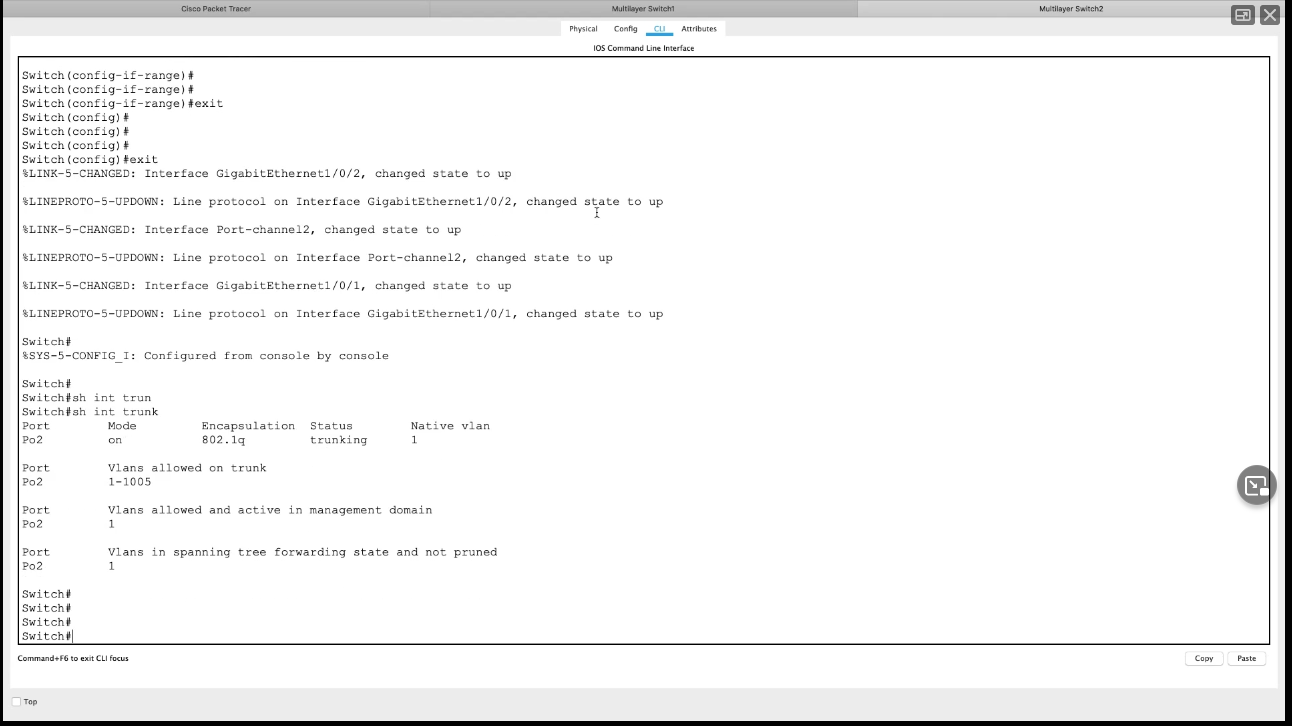 Cisco Packet Tracer Multilayer Switch1 Multilayer Switch2
Physical Config CLI Attributes
IOS Command Line Interface
Switch(config-if-range)#
Switch(config-if-range)#
Switch(config-if-range)#exit
Switch(config)#
Switch(config)#
Switch(config)#
Switch(config)#exit
%LINK-5-CHANGED: Interface GigabitEthernet1/0/2, changed state to up
%LINEPROTO-5-UPDOWN: Line protocol on Interface GigabitEthernet1/0/2, changed state to up
%LINK-5-CHANGED: Interface Port-channel2, changed state to up
%LINEPROTO-5-UPDOWN: Line protocol on Interface Port-channel2, changed state to up
%LINK-5-CHANGED: Interface GigabitEthernet1/0/1, changed state to up
%LINEPROTO-5-UPDOWN: Line protocol on Interface GigabitEthernet1/0/1, changed state to up
Switch#
%SYS-5-CONFIG_I: Configured from console by console
Switch#
Switch#sh int trun
Switch#sh int trunk
Port Mode Encapsulation Status Native vlan
Po2 on 802.1q trunking 1
Port Vlans allowed on trunk
Po2 1-1005
Port Vlans allowed and active in management domain
Po2 1
Port Vlans in spanning tree forwarding state and not pruned
Po2 1
Switch#
Switch#
Switch#
Switch#
Command+F6 to exit CLI focus Copy Paste
Top